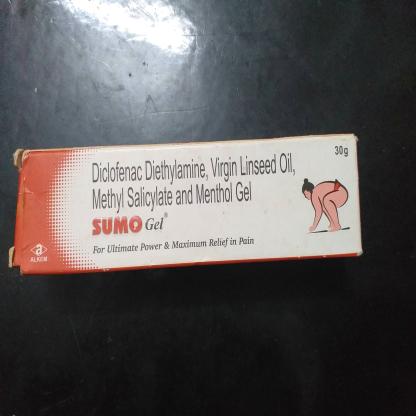 30g
Diclofenac Diethylamine, Virgin Linseed Oil,
Methyl Salicylate and Menthol Gel
SUMO Gel®
For Ultimate Power & Maximum Relief in Pain
a
ALKEM